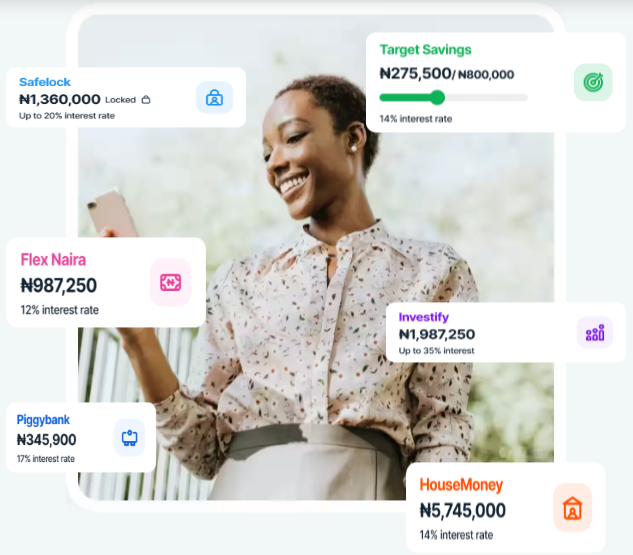 Target Savings
₦275,500/ ₦800,000
14% interest rate
Safelock
₦1,360,000 Locked
Up to 20% interest rate
Flex Naira
₦987,250
12% interest rate
Investify
₦1,987,250
Up to 35% interest
Piggybank
₦345,900
17% interest rate
HouseMoney
₦5,745,000
14% interest rate